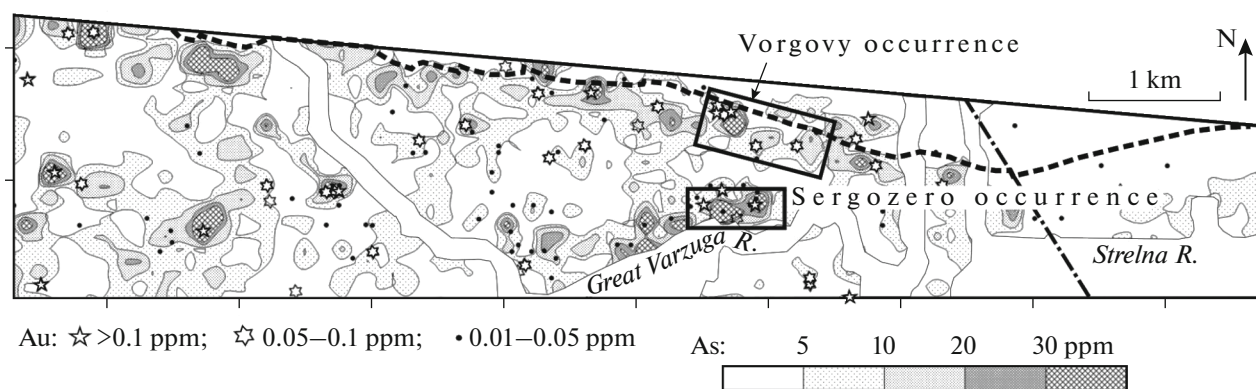 Vorgovy occurrence
N
1 km
Sergozero occurrence
Great Varzuga R.
Strelna R.
Au: >0.1 ppm; 0.05–0.1 ppm; 0.01–0.05 ppm
As: 5 10 20 30 ppm